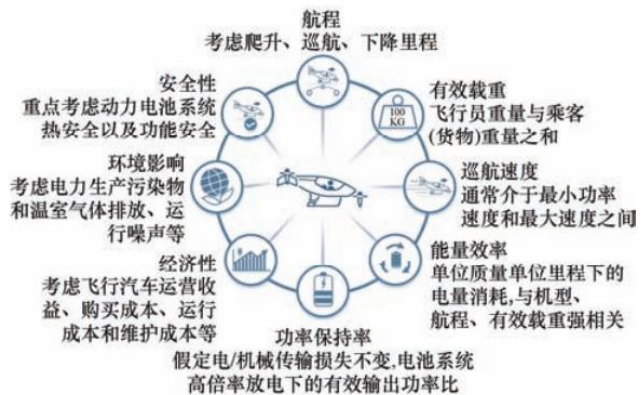 航程
考虑爬升、巡航、下降里程
安全性
重点考虑动力电池系统
热安全以及功能安全
100
KG
有效载重
飞行员重量与乘客
(货物)重量之和
环境影响
考虑电力生产污染物
和温室气体排放、运
行噪声等
巡航速度
通常介于最小功率
速度和最大速度之间
经济性
考虑飞行汽车运营收
益、购买成本、运行
成本和维护成本等
能量效率
单位质量单位里程下的
电量消耗,与机型、
航程、有效载重强相关
功率保持率
假定电/机械传输损失不变,电池系统
高倍率放电下的有效输出功率比